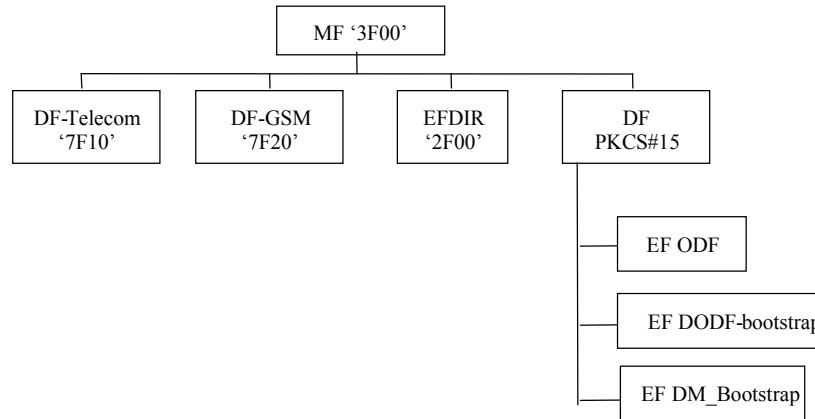 MF ‘3F00’
DF-Telecom
‘7F10’
DF-GSM
‘7F20’
EFDIR
‘2F00’
DF
PKCS#15
EF ODF
EF DODF-bootstrap
EF DM_Bootstrap